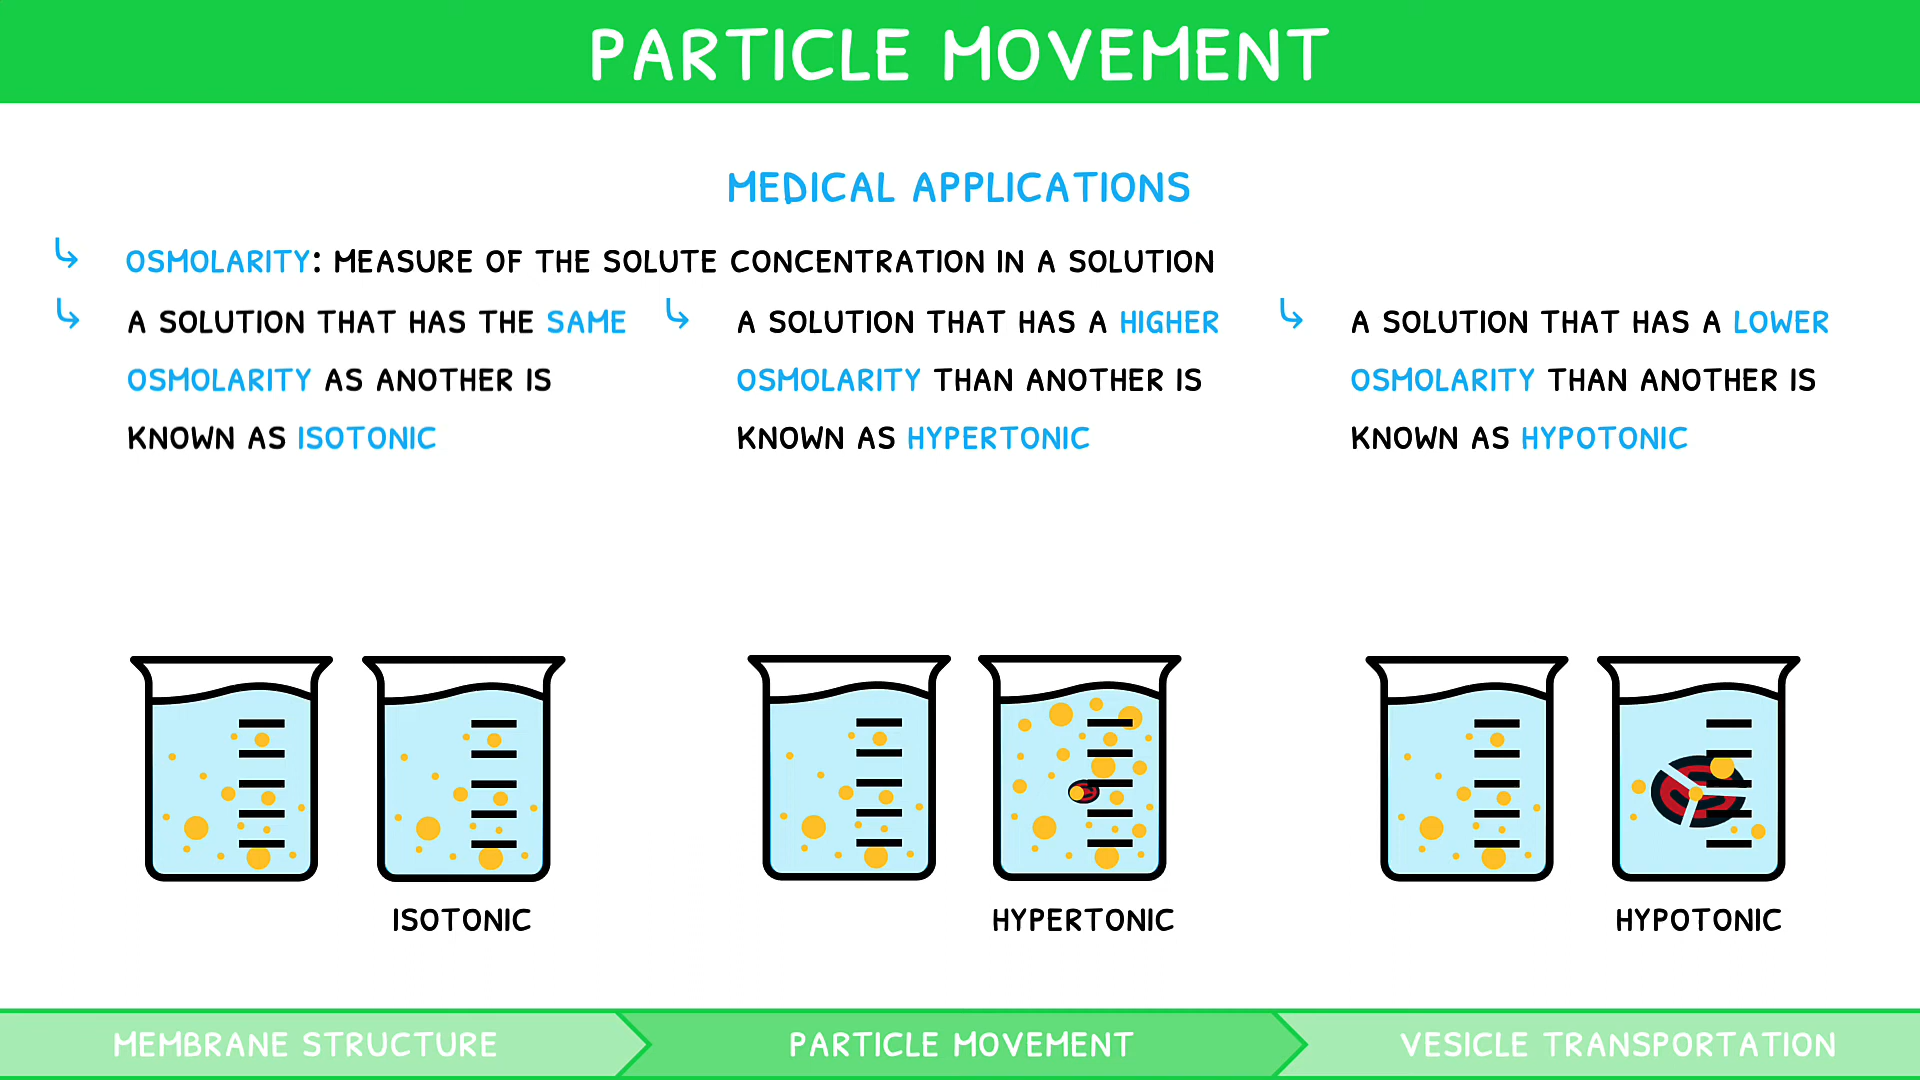 PARTICLE MOVEMENT
MEDICAL APPLICATIONS
OSMOLARITY: MEASURE OF THE SOLUTE CONCENTRATION IN A SOLUTION
A SOLUTION THAT HAS THE SAME
OSMOLARITY AS ANOTHER IS
KNOWN AS ISOTONIC
A SOLUTION THAT HAS A HIGHER
OSMOLARITY THAN ANOTHER IS
KNOWN AS HYPERTONIC
A SOLUTION THAT HAS A LOWER
OSMOLARITY THAN ANOTHER IS
KNOWN AS HYPOTONIC
ISOTONIC
HYPERTONIC
HYPOTONIC
MEMBRANE STRUCTURE
PARTICLE MOVEMENT
VESICLE TRANSPORTATION